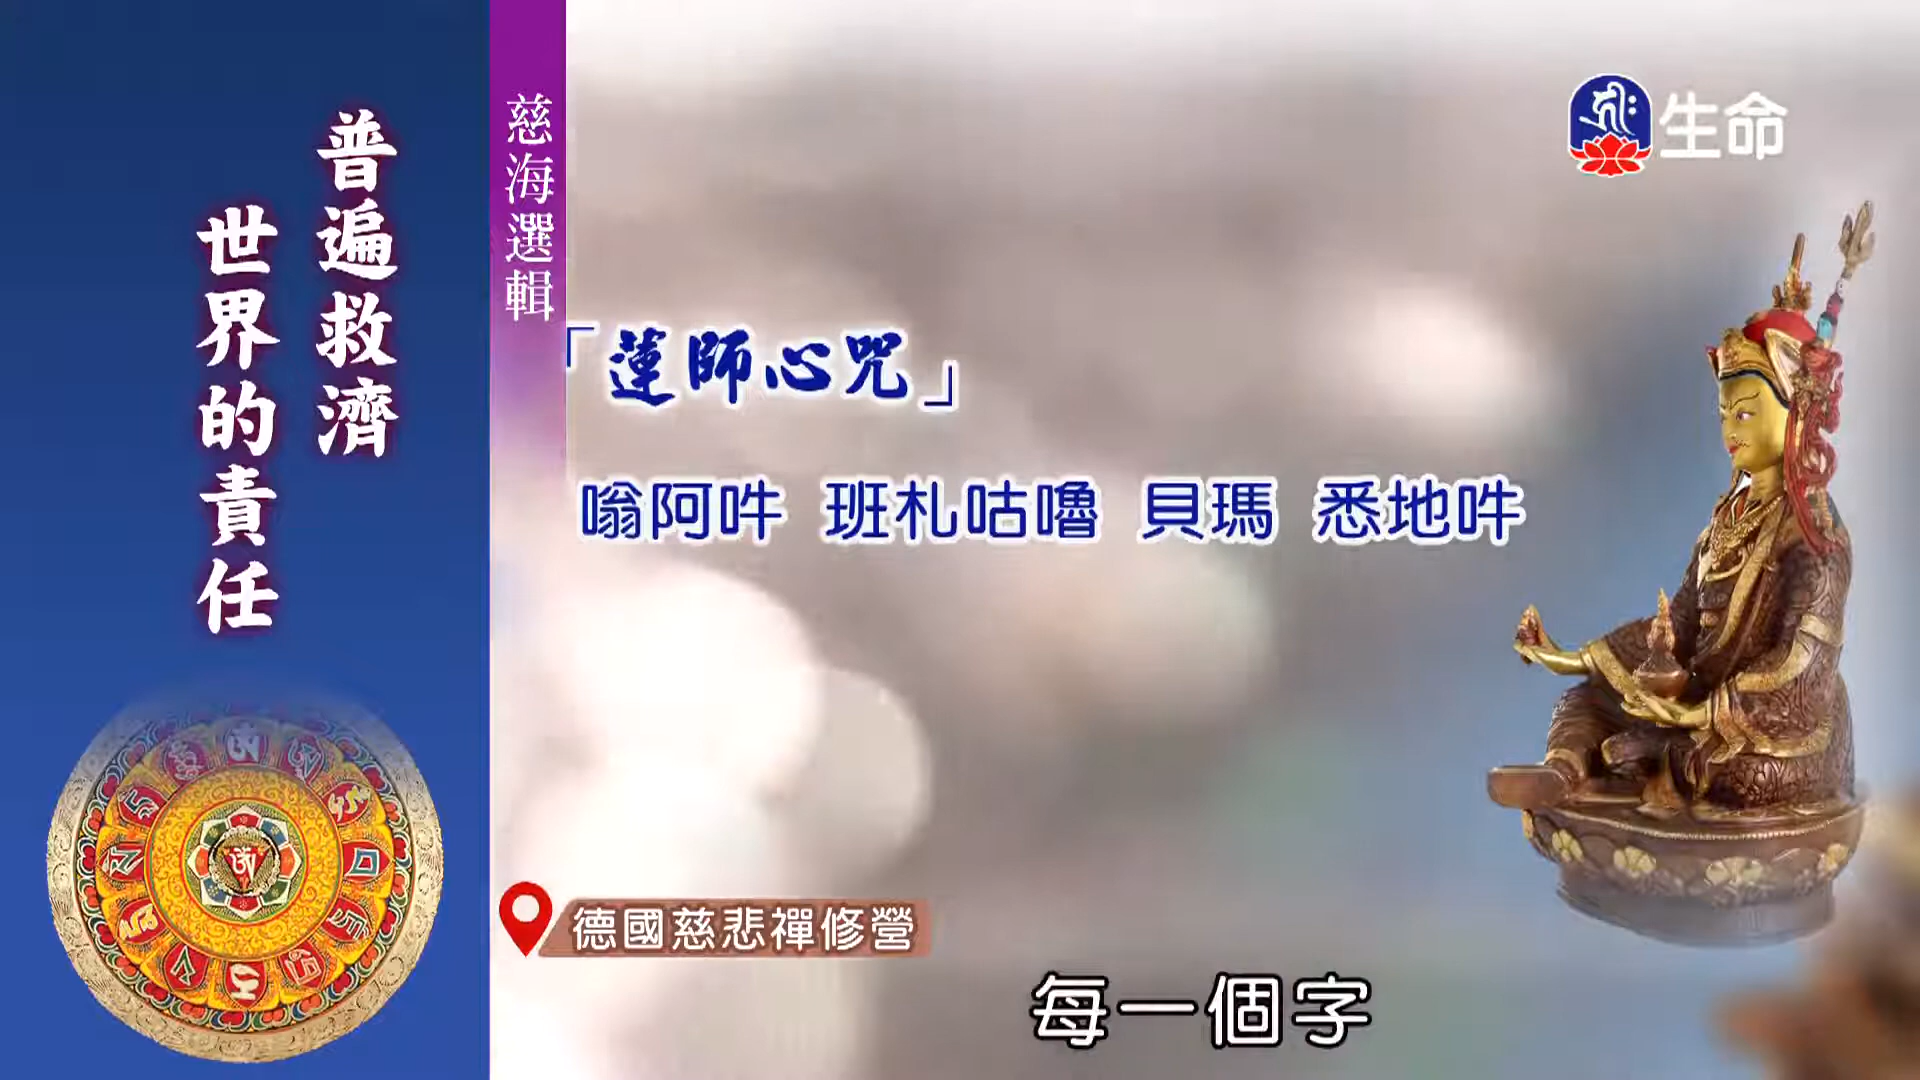 普遍救濟
世界的責任
慈海選輯
生命
「蓮師心咒」
嗡阿吽 班札咕嚕 貝瑪 悉地吽
德國慈悲禪修營
每一個字